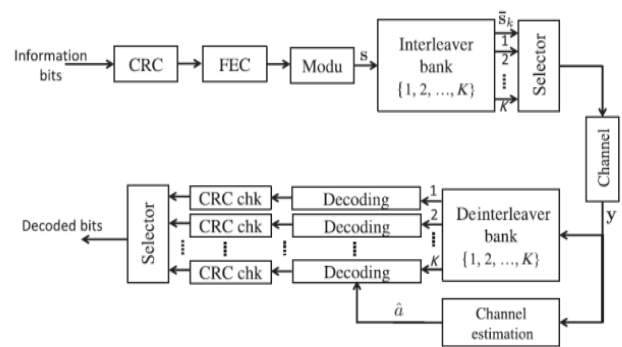 Information bits
CRC
FEC
Modu
s
Interleaver bank {1, 2, ..., K}
s̄ₖ
1
2
K
Selector
Channel
y
Decoded bits
Selector
CRC chk
Decoding
1
CRC chk
Decoding
2
CRC chk
Decoding
K
Deinterleaver bank {1, 2, ..., K}
â
Channel estimation